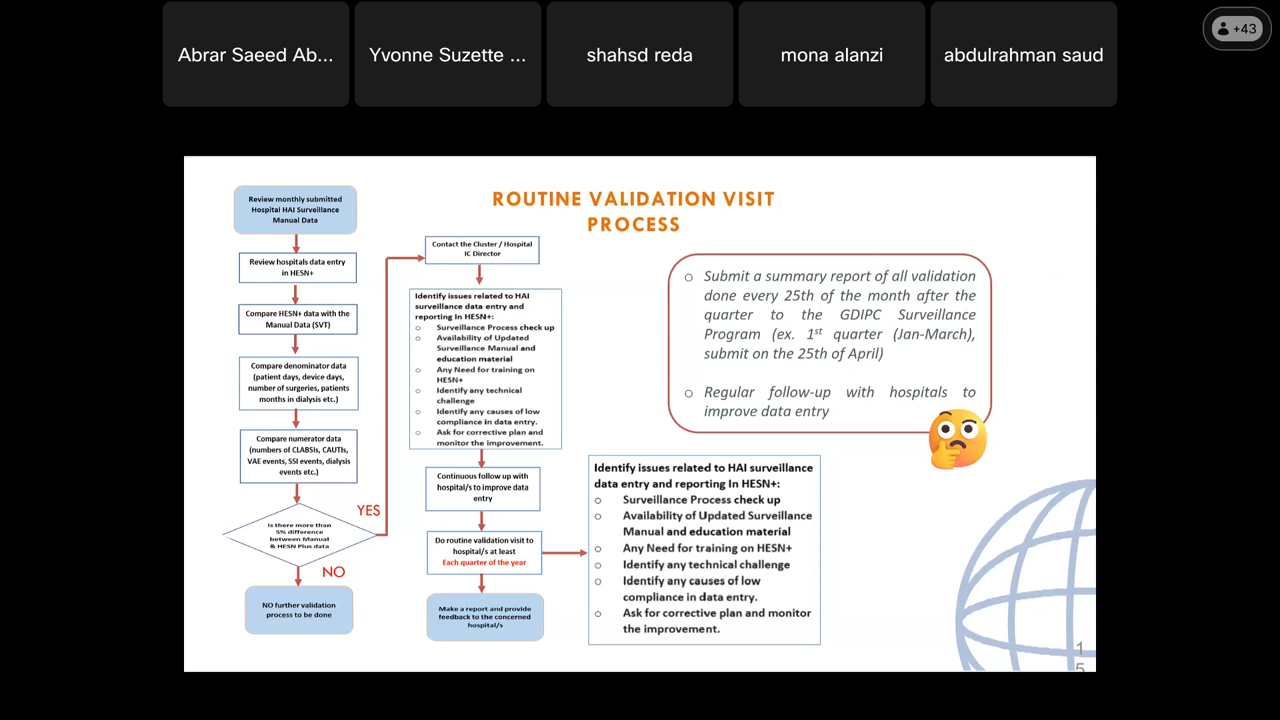 Abrar Saeed Ab...
Yvonne Suzette ...
shahsd reda
mona alanzi
abdulrahman saud
+43
ROUTINE VALIDATION VISIT
PROCESS
Review monthly submitted
Hospital HAI Surveillance
Manual Data
Review hospitals data entry
in HESN+
Compare HESN+ data with the
Manual Data (SVT)
Compare denominator data
(patient days, device days,
number of surgeries, patients
months in dialysis etc.)
Compare numerator data
(numbers of CLABSIs, CAUTIs,
VAE events, SSI events, dialysis
events etc.)
Is there more than
5% difference
between Manual
& HESN Plus data
YES
NO
NO further validation
process to be done
Contact the Cluster / Hospital
IC Director
Identify issues related to HAI
surveillance data entry and
reporting In HESN+:
o Surveillance Process check up
o Availability of Updated
Surveillance Manual and
education material
o Any Need for training on
HESN+
o Identify any technical
challenge
o Identify any causes of low
compliance in data entry.
o Ask for corrective plan and
monitor the improvement.
Continuous follow up with
hospital/s to improve data
entry
Do routine validation visit to
hospital/s at least
Each quarter of the year
Make a report and provide
feedback to the concerned
hospital/s
o Submit a summary report of all validation
done every 25th of the month after the
quarter to the GDIPC Surveillance
Program (ex. 1st quarter (Jan-March),
submit on the 25th of April)
o Regular follow-up with hospitals to
improve data entry
Identify issues related to HAI surveillance
data entry and reporting In HESN+:
o Surveillance Process check up
o Availability of Updated Surveillance
Manual and education material
o Any Need for training on HESN+
o Identify any technical challenge
o Identify any causes of low
compliance in data entry.
o Ask for corrective plan and monitor
the improvement.
1
5